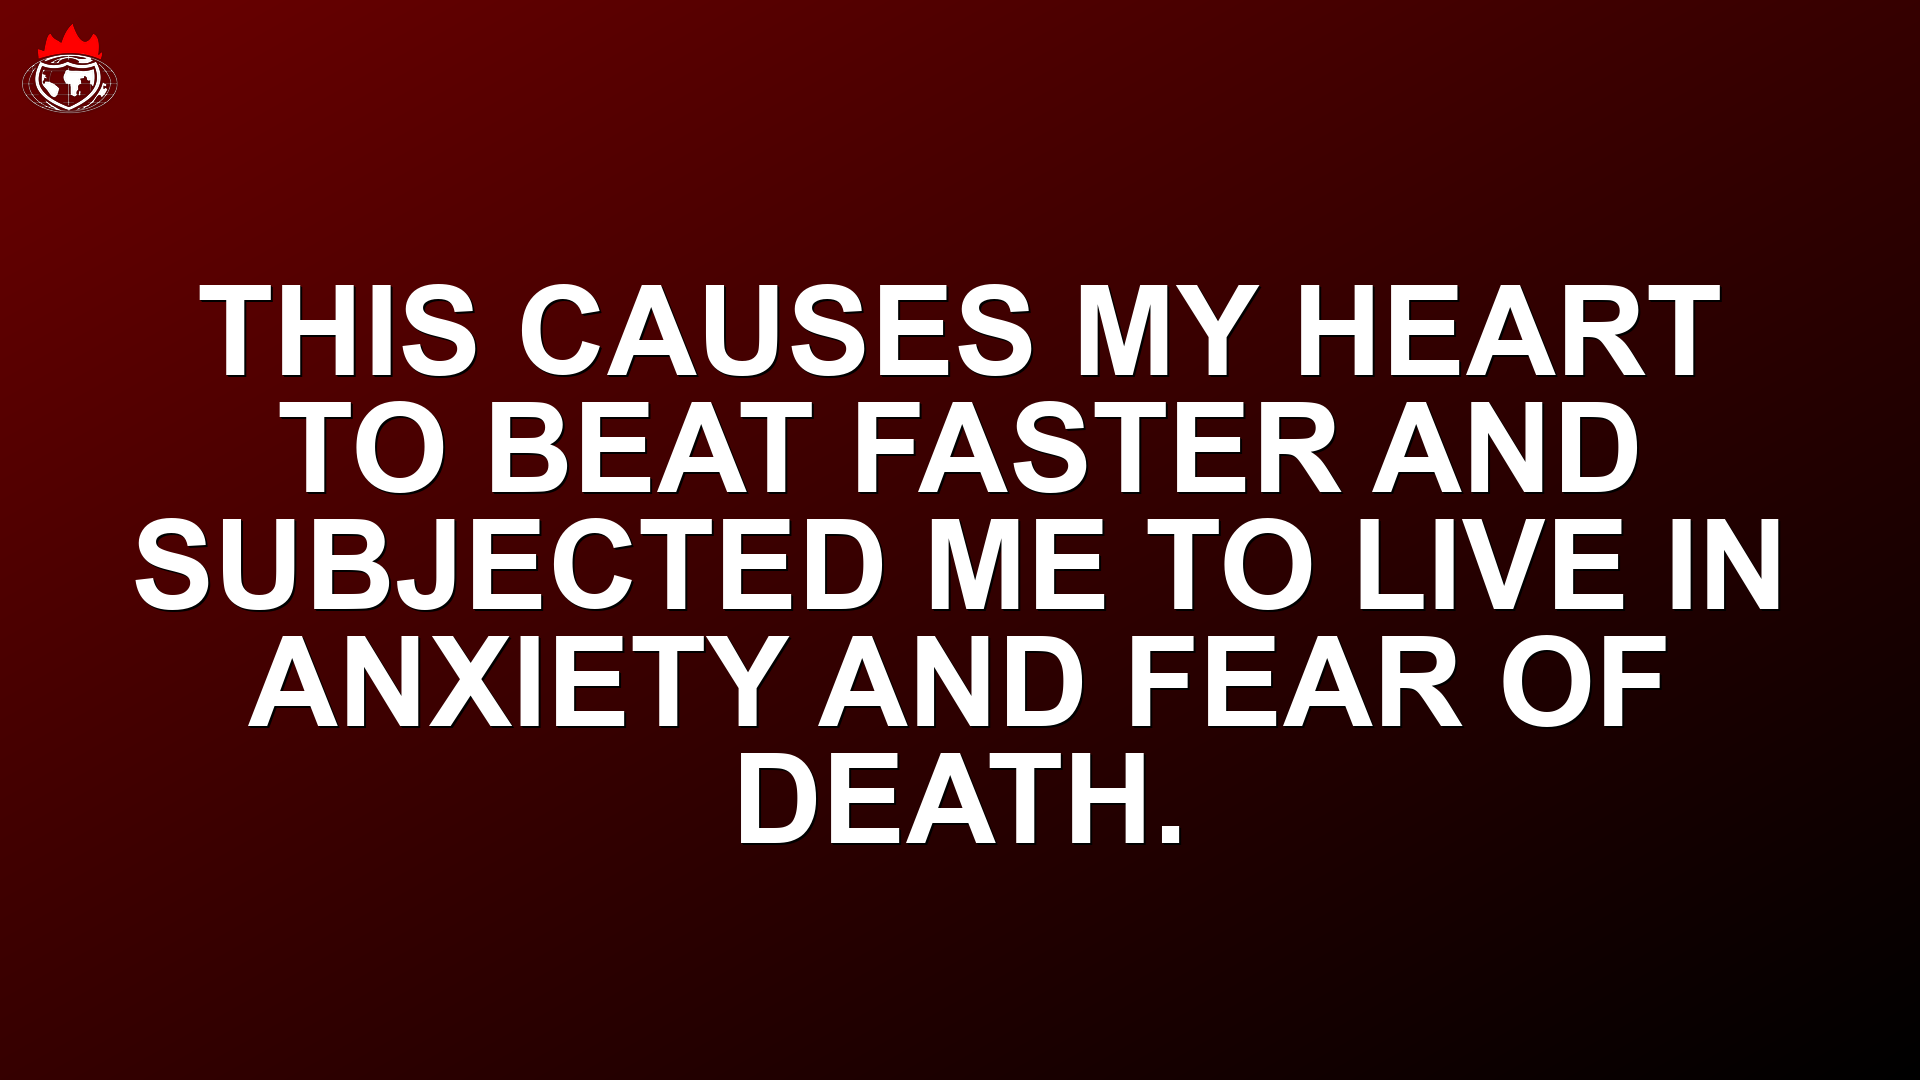 THIS CAUSES MY HEART
TO BEAT FASTER AND
SUBJECTED ME TO LIVE IN
ANXIETY AND FEAR OF
DEATH.